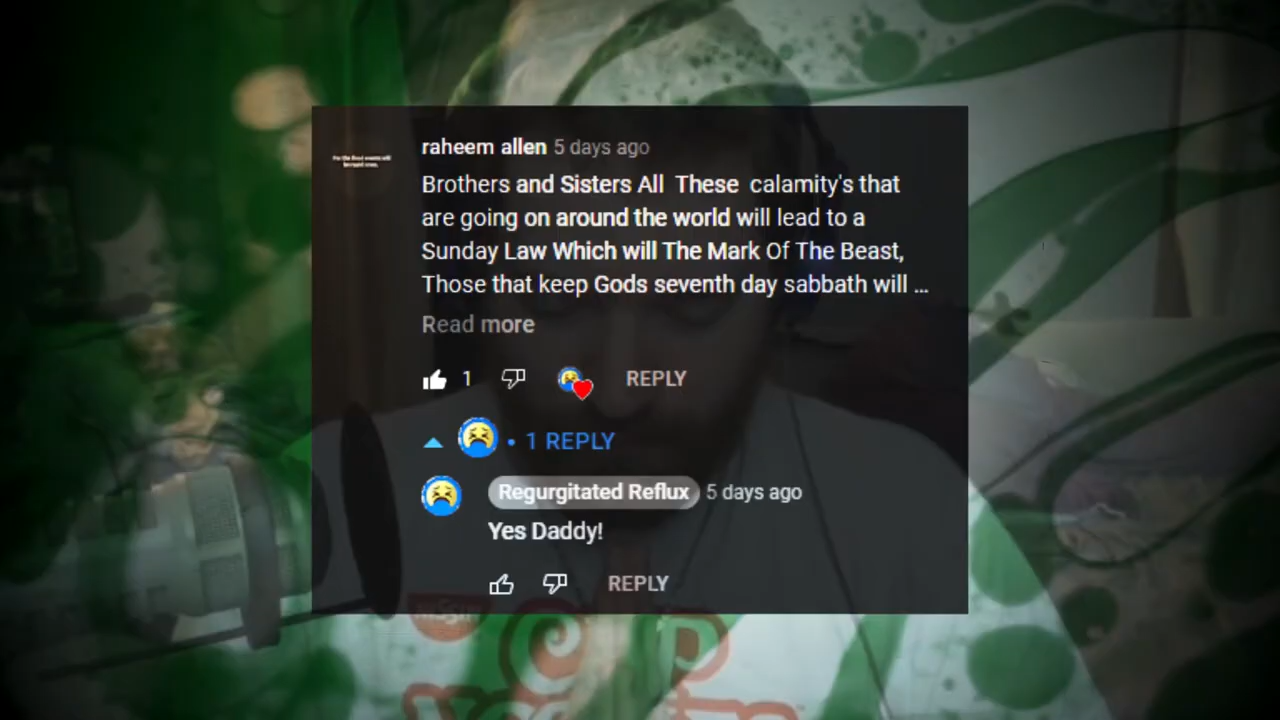 raheem allen 5 days ago
Brothers and Sisters All These calamity's that
are going on around the world will lead to a
Sunday Law Which will The Mark Of The Beast,
Those that keep Gods seventh day sabbath will ...
Read more
1
REPLY
• 1 REPLY
Regurgitated Reflux 5 days ago
Yes Daddy!
REPLY